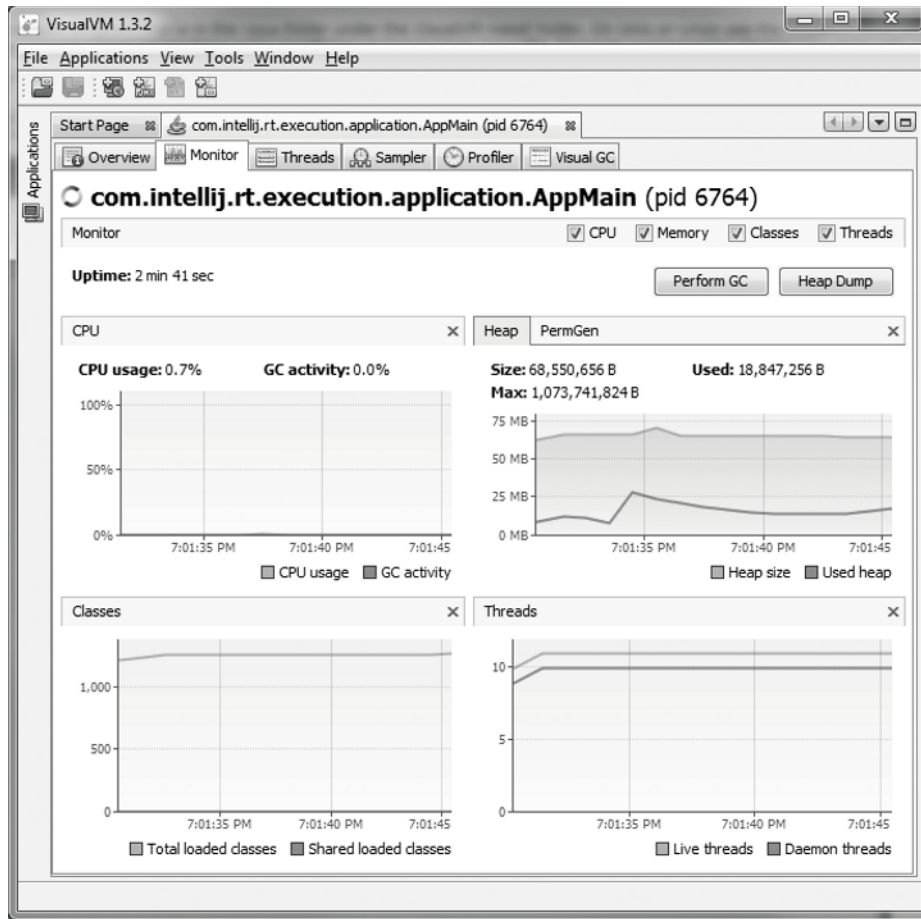 VisualVM 1.3.2
File Applications View Tools Window Help
Applications
Start Page com.intellij.rt.execution.application.AppMain (pid 6764)
Overview Monitor Threads Sampler Profiler Visual GC
com.intellij.rt.execution.application.AppMain (pid 6764)
Monitor CPU Memory Classes Threads
Uptime: 2 min 41 sec Perform GC Heap Dump
CPU
CPU usage: 0.7% GC activity: 0.0%
100%
50%
0%
7:01:35 PM 7:01:40 PM 7:01:45
CPU usage GC activity
Heap PermGen
Size: 68,550,656 B Used: 18,847,256 B
Max: 1,073,741,824 B
75 MB
50 MB
25 MB
0 MB
7:01:35 PM 7:01:40 PM 7:01:45
Heap size Used heap
Classes
1,000
500
0
7:01:35 PM 7:01:40 PM 7:01:45
Total loaded classes Shared loaded classes
Threads
10
5
0
7:01:35 PM 7:01:40 PM 7:01:45
Live threads Daemon threads